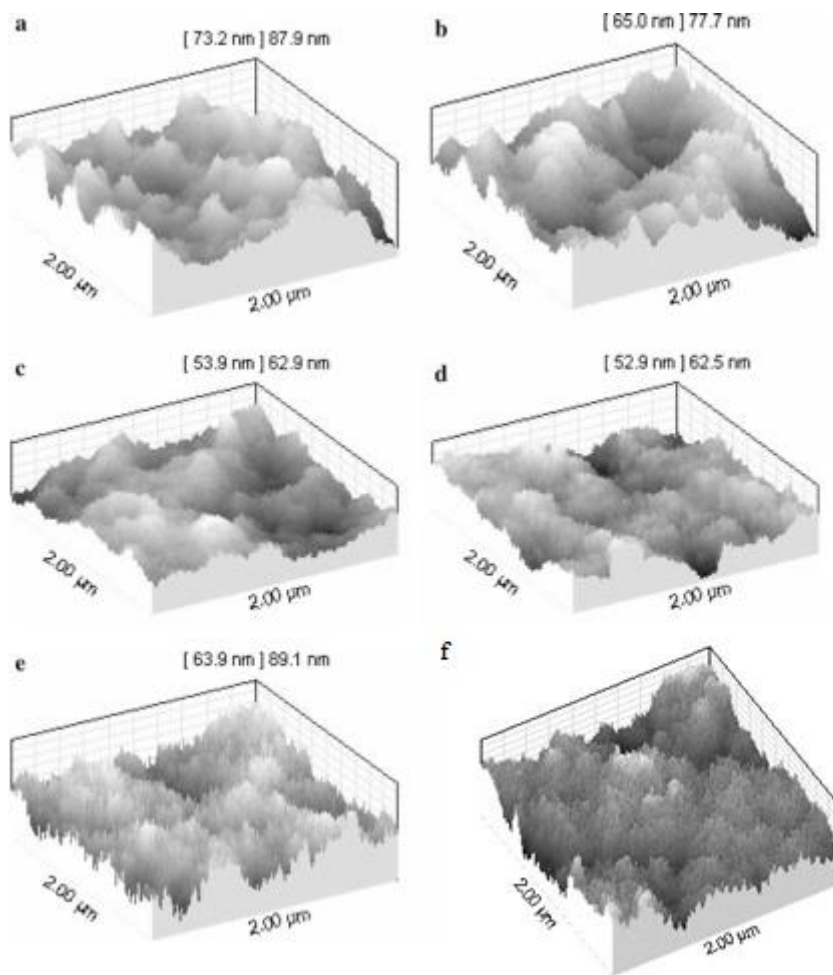 a
[ 73.2 nm ] 87.9 nm
2.00 µm
2.00 µm
b
[ 65.0 nm ] 77.7 nm
2.00 µm
2.00 µm
c
[ 53.9 nm ] 62.9 nm
2.00 µm
2.00 µm
d
[ 52.9 nm ] 62.5 nm
2.00 µm
2.00 µm
e
[ 63.9 nm ] 89.1 nm
2.00 µm
2.00 µm
f
2.00 µm
2.00 µm